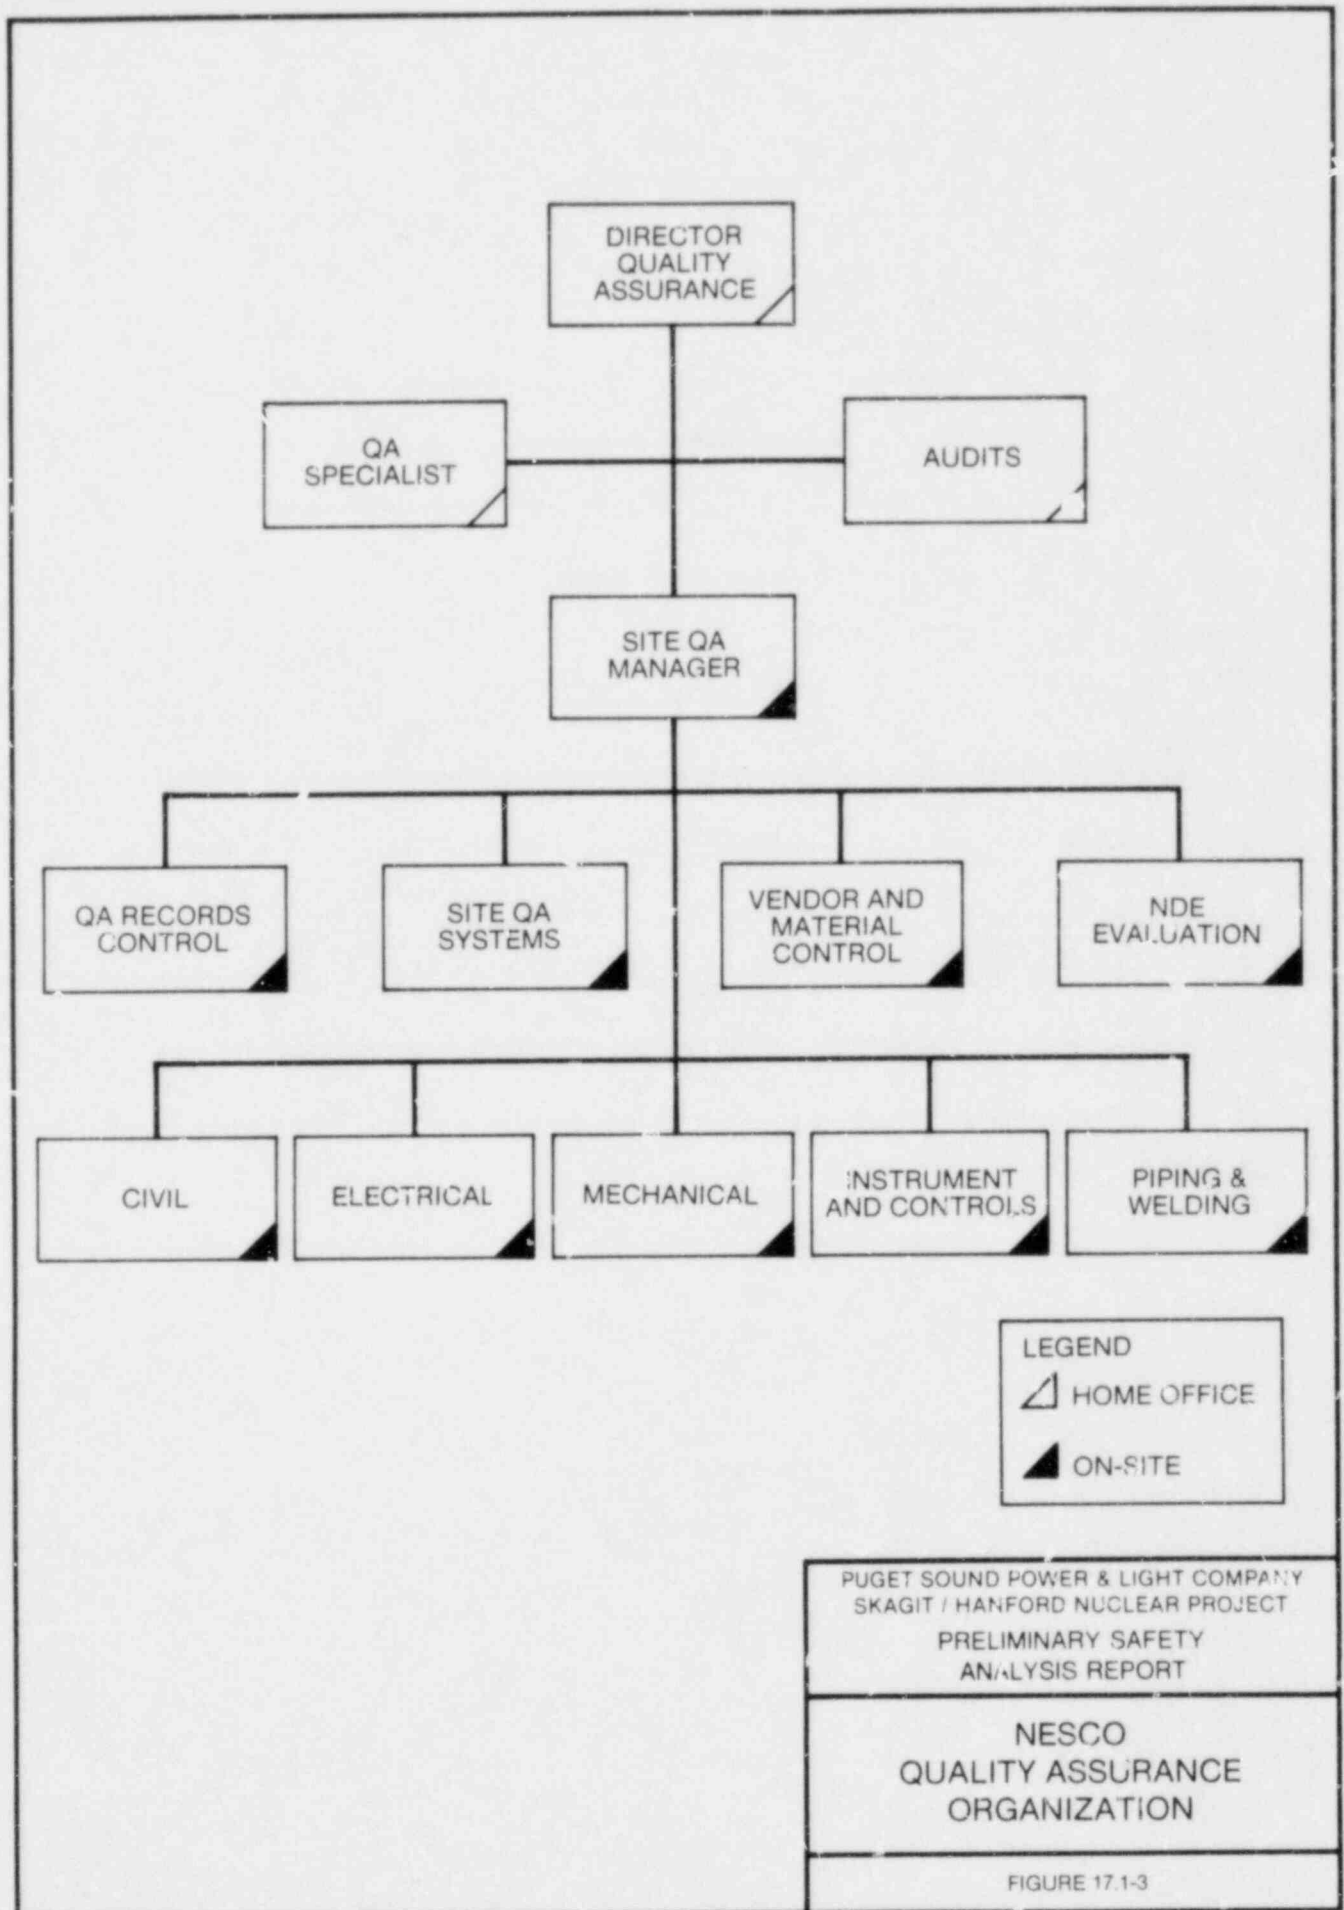 DIRECTOR
QUALITY
ASSURANCE
QA
SPECIALIST
AUDITS
SITE QA
MANAGER
QA RECORDS
CONTROL
SITE QA
SYSTEMS
VENDOR AND
MATERIAL
CONTROL
NDE
EVALUATION
CIVIL
ELECTRICAL
MECHANICAL
INSTRUMENT
AND CONTROLS
PIPING &
WELDING
LEGEND
HOME OFFICE
ON-SITE
PUGET SOUND POWER & LIGHT COMPANY
SKAGIT / HANFORD NUCLEAR PROJECT
PRELIMINARY SAFETY
ANALYSIS REPORT
NESCO
QUALITY ASSURANCE
ORGANIZATION
FIGURE 17.1-3